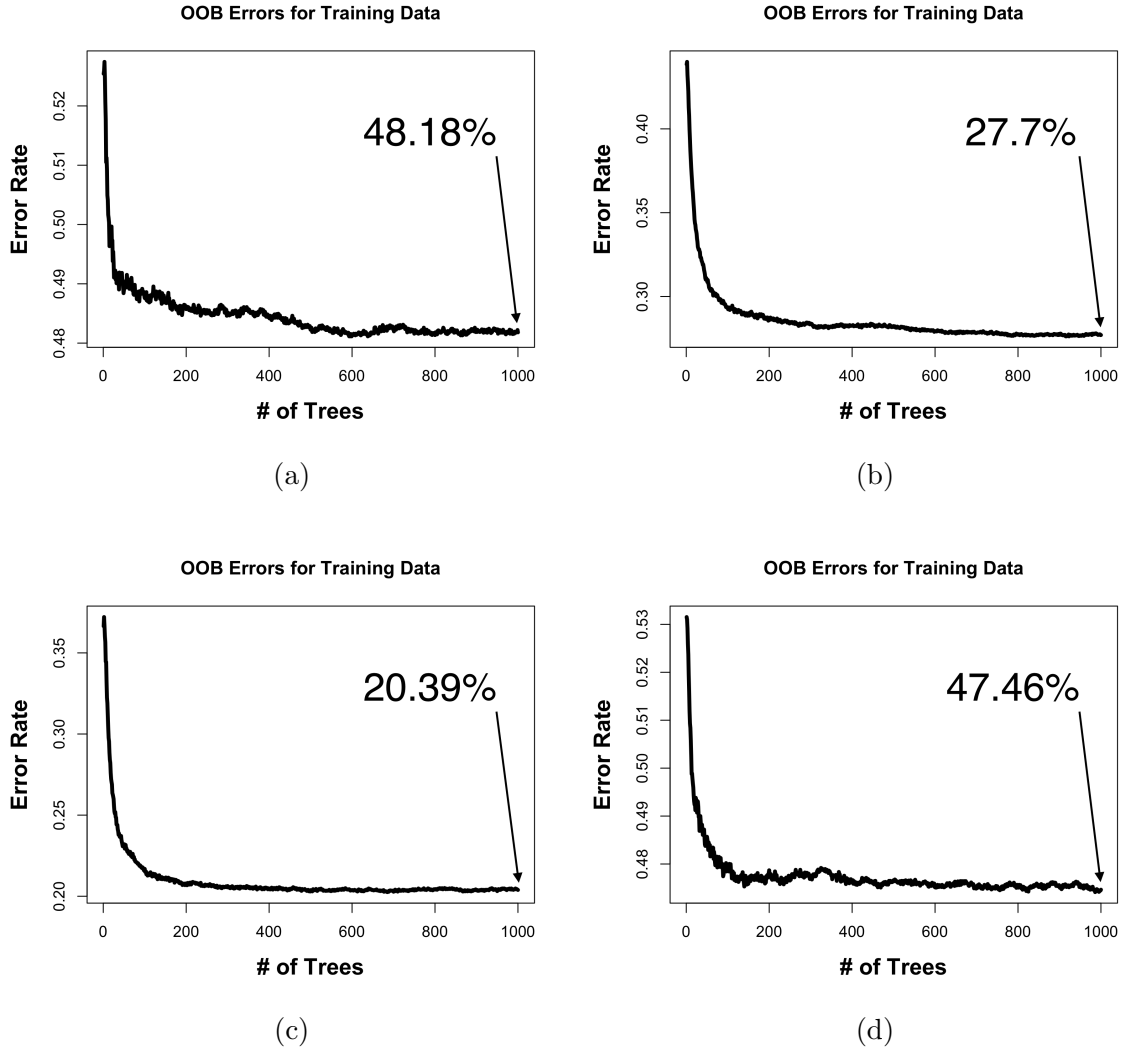 OOB Errors for Training Data
Error Rate
0.48 0.49 0.50 0.51 0.52
48.18%
0 200 400 600 800 1000
# of Trees
(a)
OOB Errors for Training Data
Error Rate
0.30 0.35 0.40
27.7%
0 200 400 600 800 1000
# of Trees
(b)
OOB Errors for Training Data
Error Rate
0.20 0.25 0.30 0.35
20.39%
0 200 400 600 800 1000
# of Trees
(c)
OOB Errors for Training Data
Error Rate
0.48 0.49 0.50 0.51 0.52 0.53
47.46%
0 200 400 600 800 1000
# of Trees
(d)